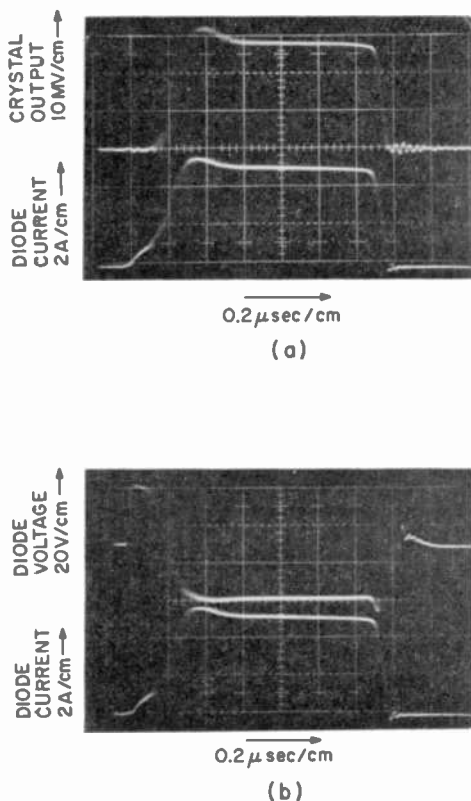 CRYSTAL
OUTPUT
10MV/cm
DIODE
CURRENT
2A/cm
0.2μsec/cm
(a)
DIODE
VOLTAGE
20V/cm
DIODE
CURRENT
2A/cm
0.2μsec/cm
(b)